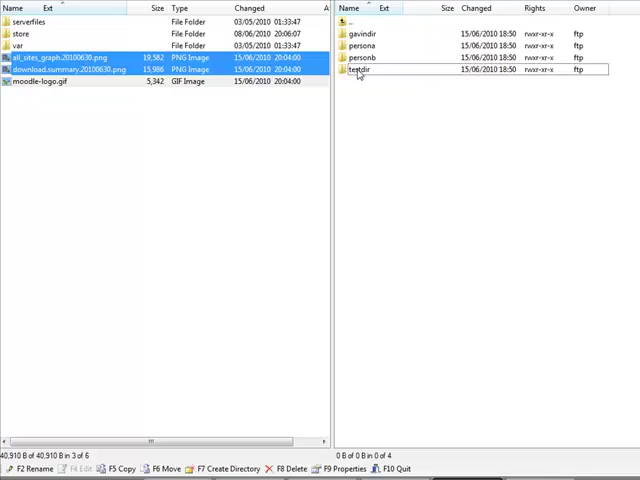 Name Ext Size Type Changed A
serverfiles File Folder 03/05/2010 01:33:47
store File Folder 08/06/2010 20:06:07
var File Folder 03/05/2010 01:33:47
all_sites_graph.20100630.png 19,582 PNG Image 15/06/2010 20:04:00
download.summary.20100630.png 15,986 PNG Image 15/06/2010 20:04:00
moodle-logo.gif 5,342 GIF Image 15/06/2010 20:04:00
40,910 B of 40,910 B in 3 of 6
Name Ext Size Changed Rights Owner
..
gavindir 15/06/2010 18:50 rwxr-xr-x ftp
persona 15/06/2010 18:50 rwxr-xr-x ftp
personb 15/06/2010 18:50 rwxr-xr-x ftp
testdir 15/06/2010 18:50 rwxr-xr-x ftp
0 B of 0 B in 0 of 4
F2 Rename F4 Edit F5 Copy F6 Move F7 Create Directory F8 Delete F9 Properties F10 Quit